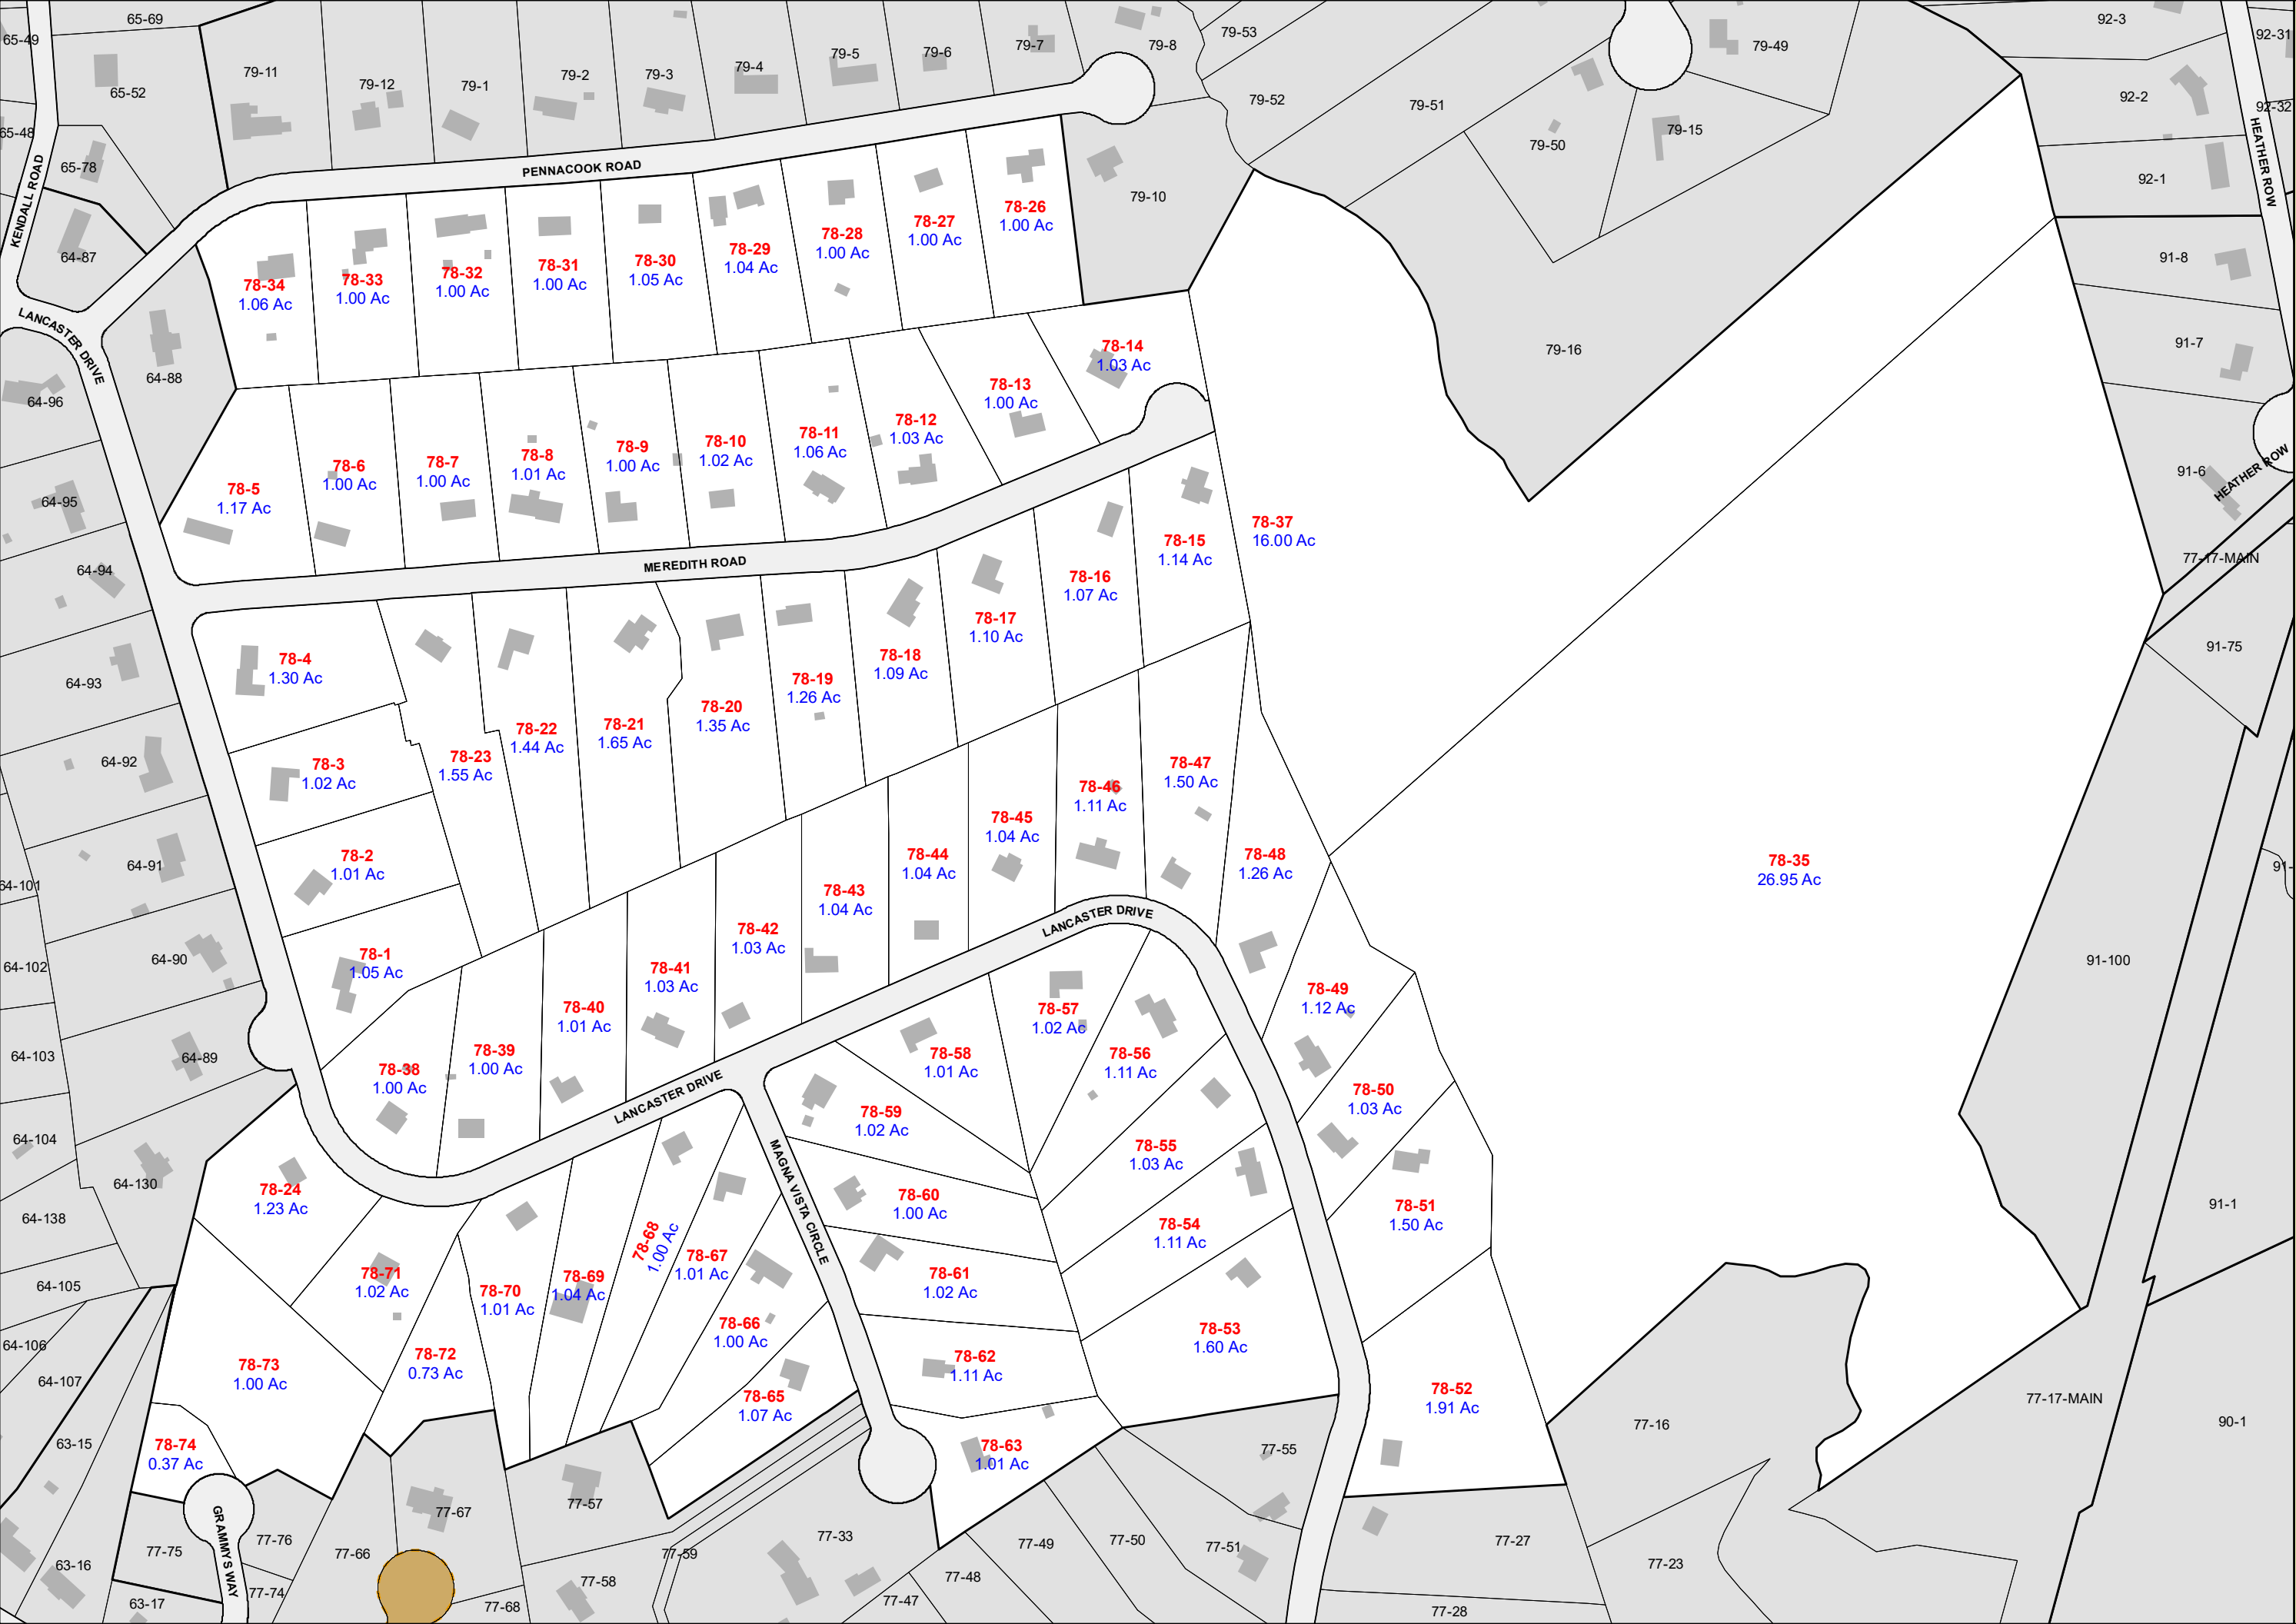 65-69
65-49
65-52
65-48
65-78
64-87
KENDALL ROAD
79-11
79-12
79-1
79-2
79-3
79-4
79-5
79-6
79-7
79-8
79-53
79-52
79-51
79-50
79-15
79-49
79-10
79-16
92-3
92-31
92-2
92-32
92-1
HEATHER ROW
91-8
91-7
91-6
HEATHER ROW
77-17-MAIN
91-75
PENNACOOK ROAD
LANCASTER DRIVE
78-34
1.06 Ac
78-33
1.00 Ac
78-32
1.00 Ac
78-31
1.00 Ac
78-30
1.05 Ac
78-29
1.04 Ac
78-28
1.00 Ac
78-27
1.00 Ac
78-26
1.00 Ac
64-88
64-96
64-95
64-94
64-93
64-92
64-91
64-101
64-90
64-102
64-89
64-103
64-104
64-130
64-138
64-105
64-106
64-107
78-5
1.17 Ac
78-6
1.00 Ac
78-7
1.00 Ac
78-8
1.01 Ac
78-9
1.00 Ac
78-10
1.02 Ac
78-11
1.06 Ac
78-12
1.03 Ac
78-13
1.00 Ac
78-14
1.03 Ac
MEREDITH ROAD
78-37
16.00 Ac
78-15
1.14 Ac
78-16
1.07 Ac
78-17
1.10 Ac
78-18
1.09 Ac
78-19
1.26 Ac
78-20
1.35 Ac
78-21
1.65 Ac
78-22
1.44 Ac
78-23
1.55 Ac
78-4
1.30 Ac
78-3
1.02 Ac
78-2
1.01 Ac
78-1
1.05 Ac
78-38
1.00 Ac
78-39
1.00 Ac
78-40
1.01 Ac
78-41
1.03 Ac
78-42
1.03 Ac
78-43
1.04 Ac
78-44
1.04 Ac
78-45
1.04 Ac
78-46
1.11 Ac
78-47
1.50 Ac
78-48
1.26 Ac
78-35
26.95 Ac
91-100
91-1
LANCASTER DRIVE
LANCASTER DRIVE
78-49
1.12 Ac
78-50
1.03 Ac
78-51
1.50 Ac
78-52
1.91 Ac
78-57
1.02 Ac
78-56
1.11 Ac
78-58
1.01 Ac
78-59
1.02 Ac
78-55
1.03 Ac
78-54
1.11 Ac
78-53
1.60 Ac
78-60
1.00 Ac
78-61
1.02 Ac
78-62
1.11 Ac
78-63
1.01 Ac
MAGNA VISTA CIRCLE
78-24
1.23 Ac
78-71
1.02 Ac
78-72
0.73 Ac
78-70
1.01 Ac
78-69
1.04 Ac
78-68
1.00 Ac
78-67
1.01 Ac
78-66
1.00 Ac
78-65
1.07 Ac
78-73
1.00 Ac
78-74
0.37 Ac
GRAMMYS WAY
63-15
63-16
63-17
77-75
77-76
77-74
77-66
77-67
77-68
77-57
77-58
77-59
77-33
77-47
77-48
77-49
77-50
77-51
77-55
77-27
77-28
77-23
77-16
77-17-MAIN
90-1